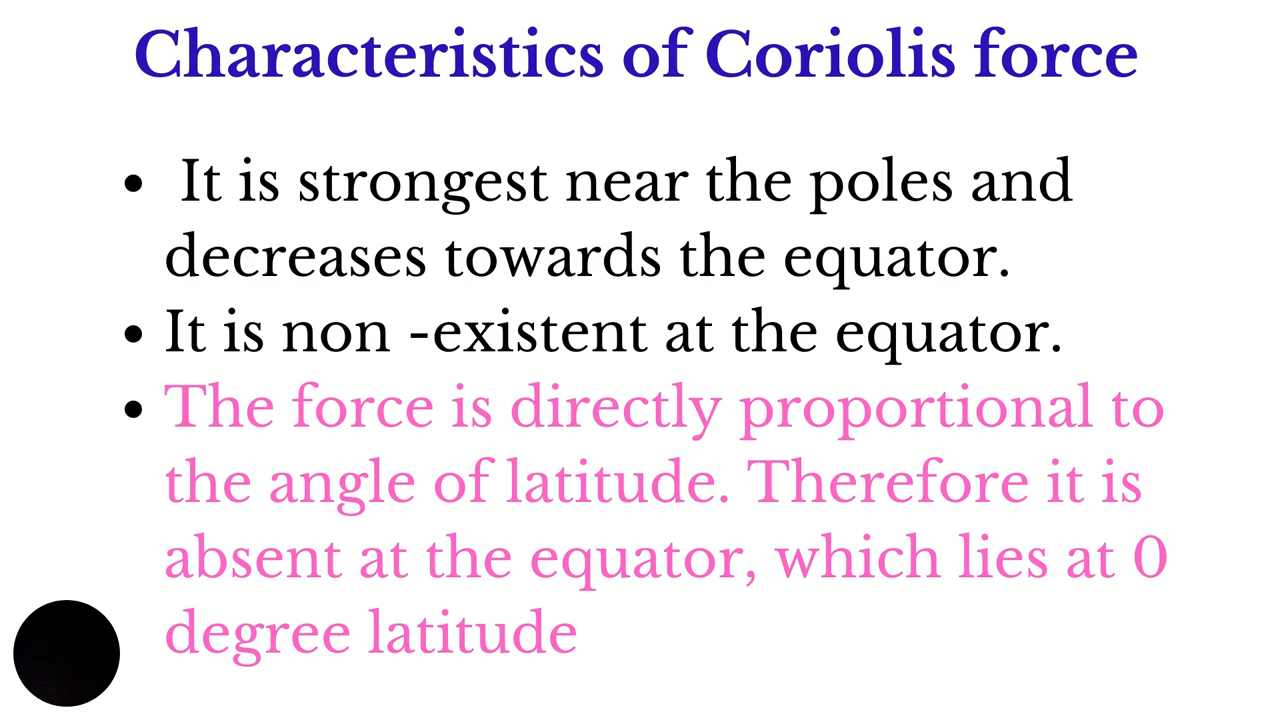 Characteristics of Coriolis force
• It is strongest near the poles and
decreases towards the equator.
• It is non -existent at the equator.
• The force is directly proportional to
the angle of latitude. Therefore it is
absent at the equator, which lies at 0
degree latitude